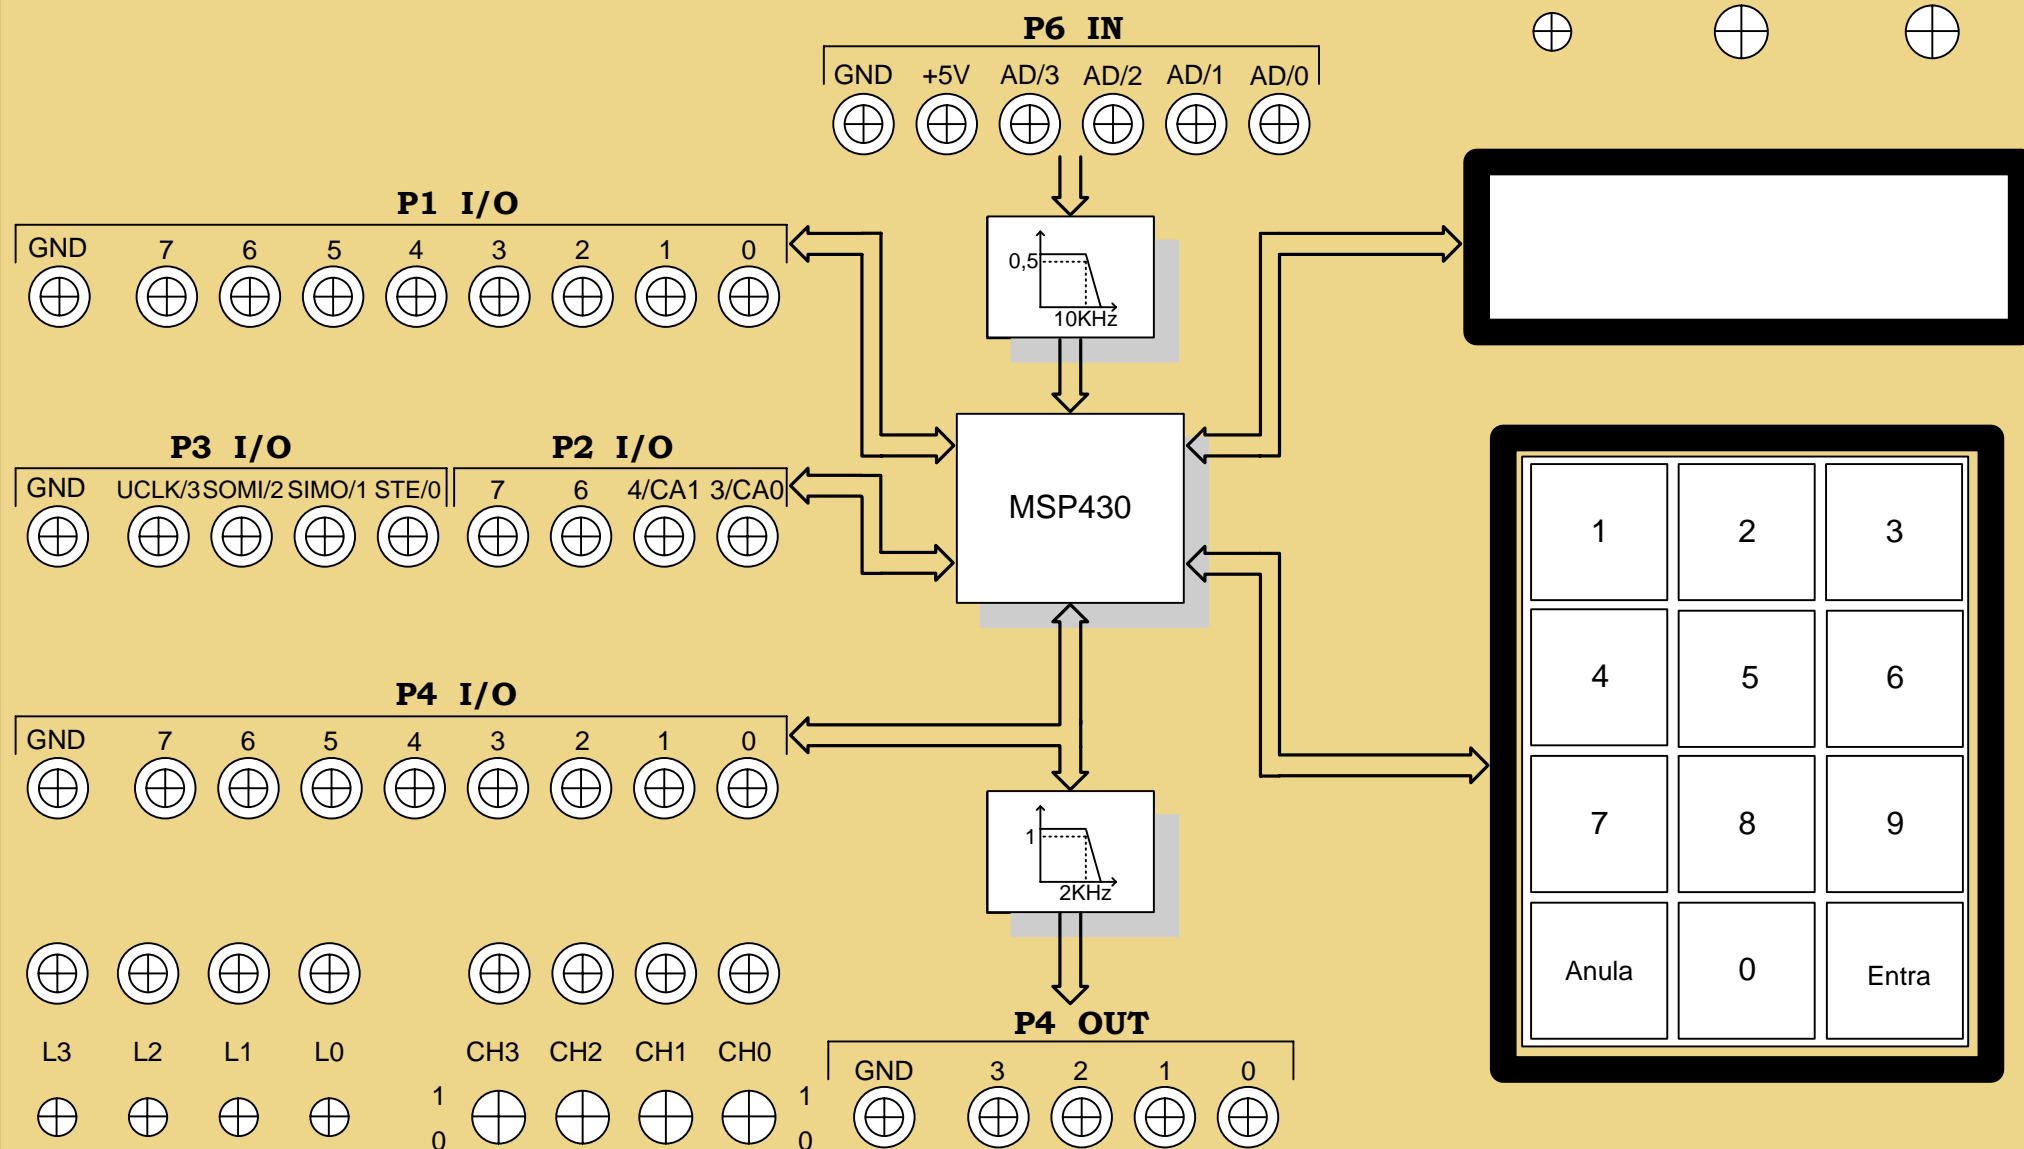 P6 IN
GND +5V AD/3 AD/2 AD/1 AD/0
P1 I/O
GND 7 6 5 4 3 2 1 0
0,5
10KHz
P3 I/O P2 I/O
GND UCLK/3 SOMI/2 SIMO/1 STE/0 7 6 4/CA1 3/CA0
MSP430
1 2 3
4 5 6
P4 I/O
GND 7 6 5 4 3 2 1 0
7 8 9
1
2KHz
Anula 0 Entra
P4 OUT
L3 L2 L1 L0 CH3 CH2 CH1 CH0
GND 3 2 1 0
1 1
0 0